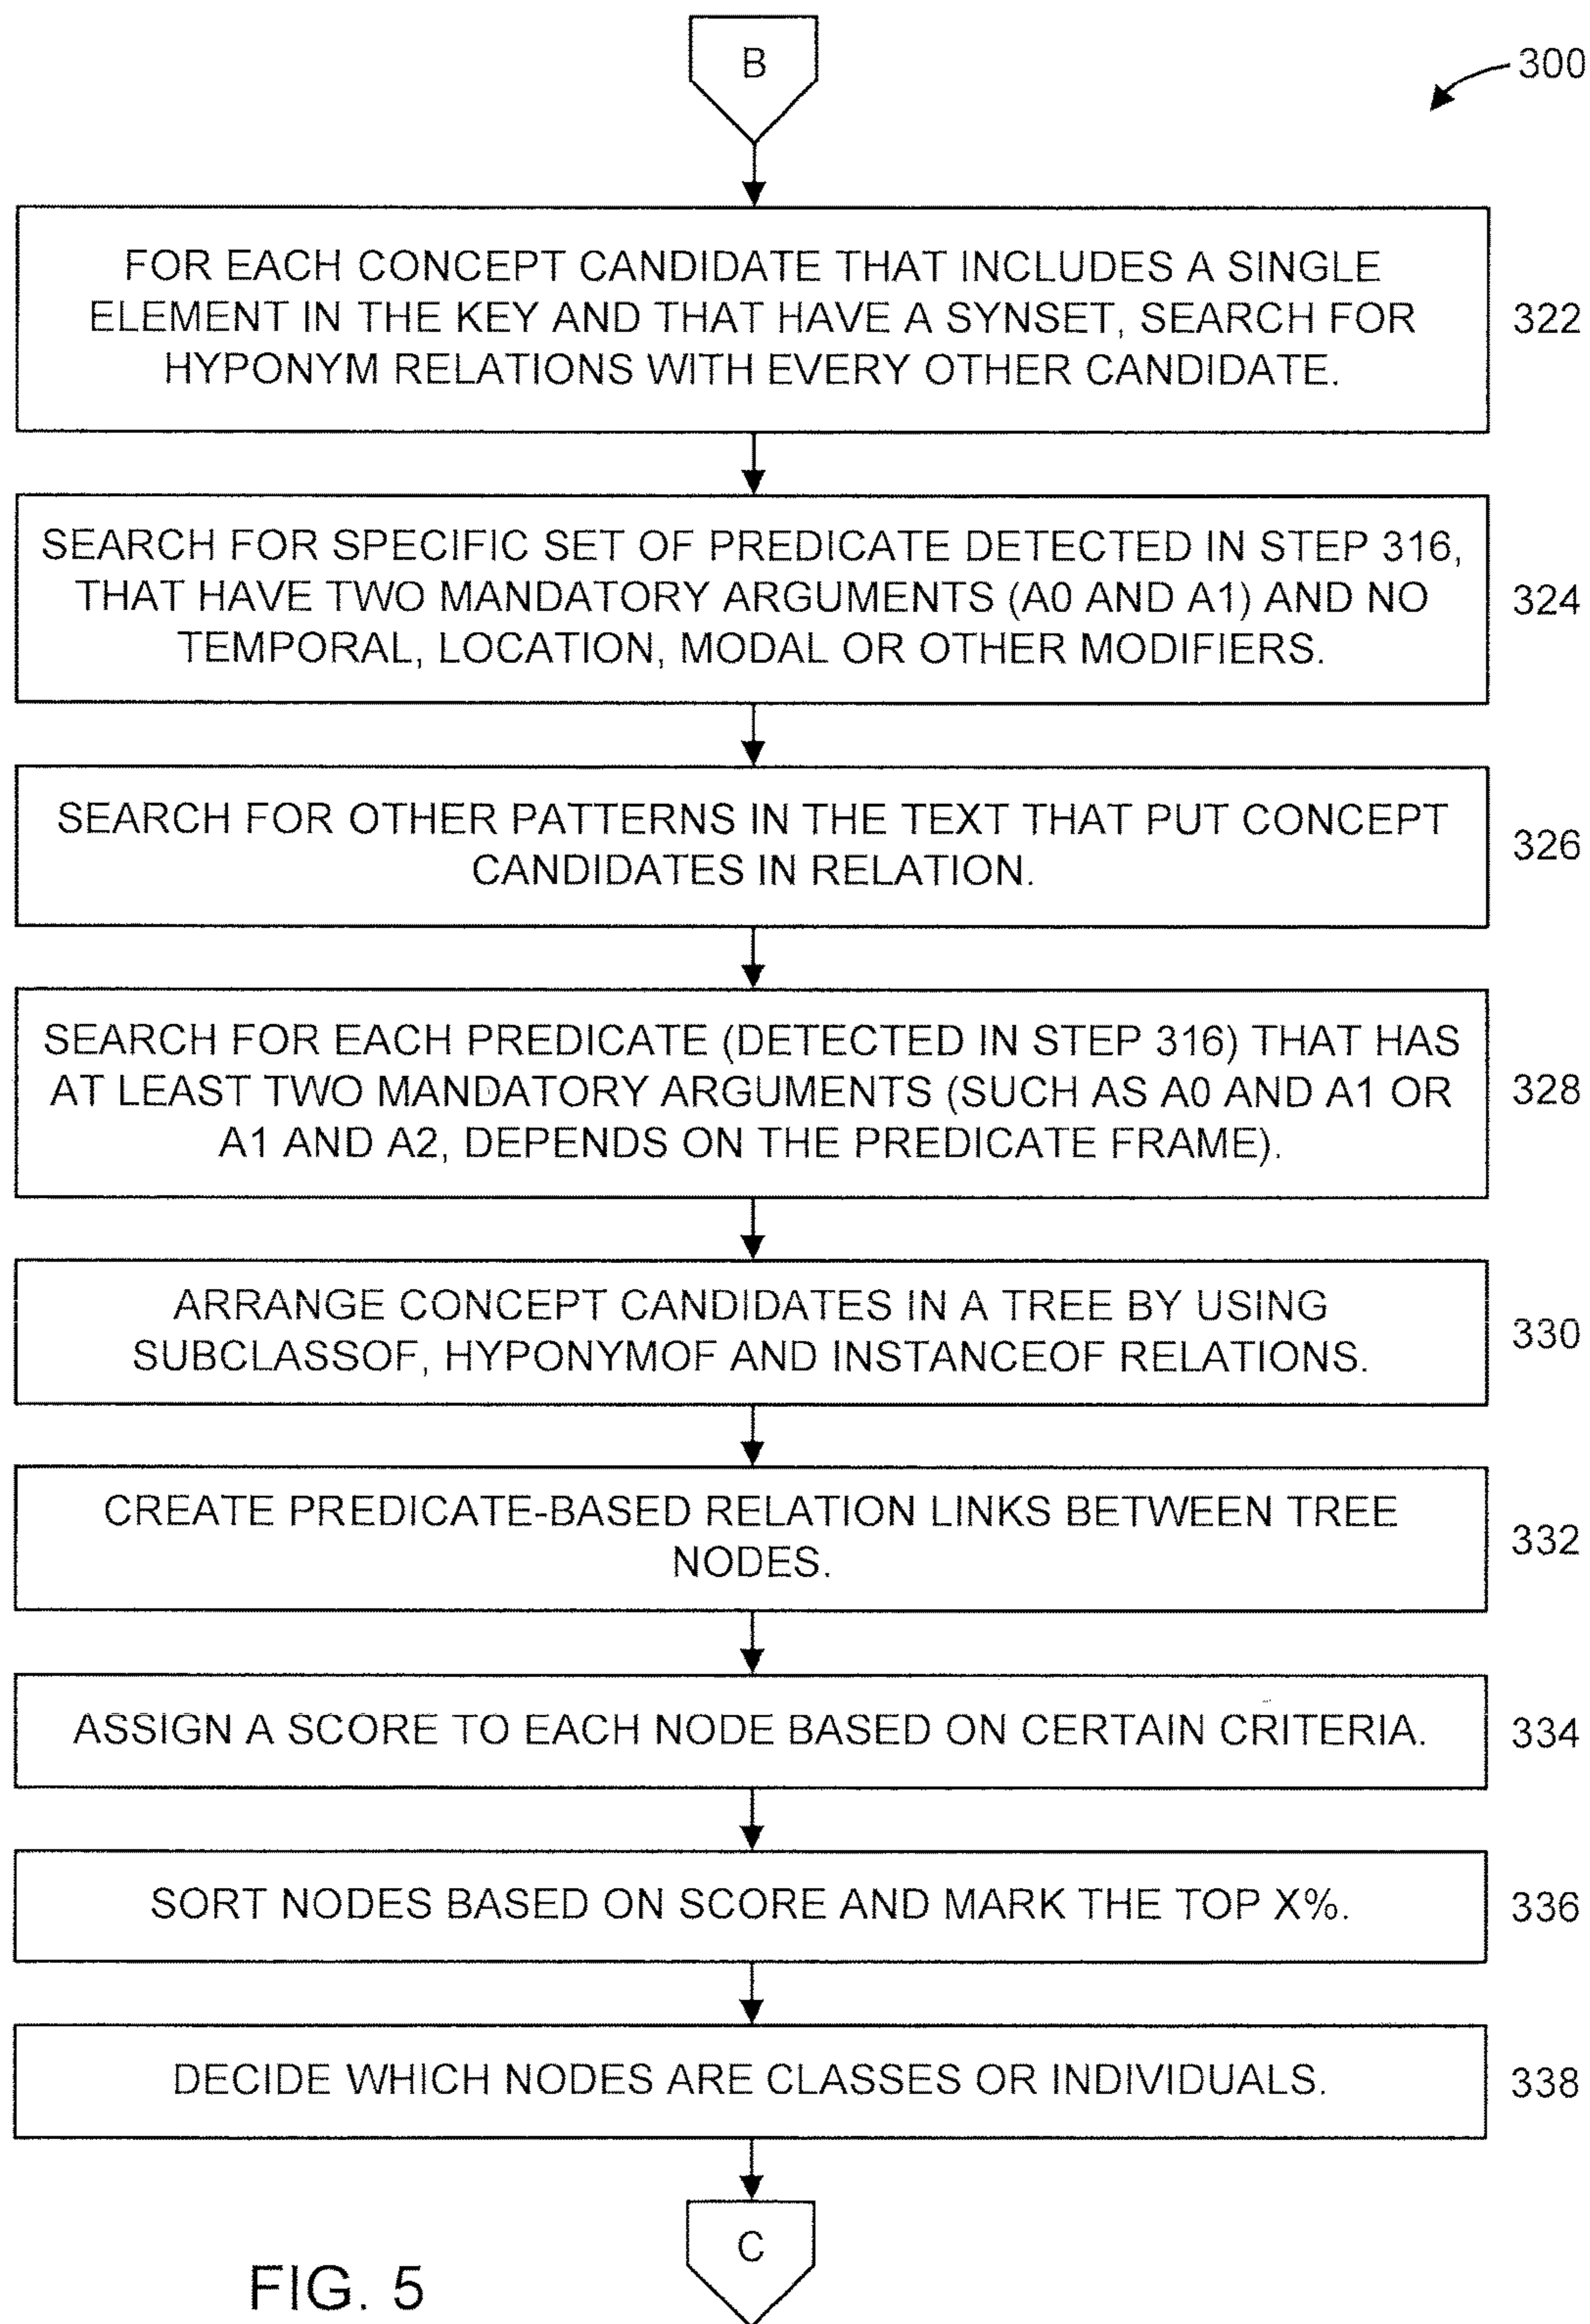 B
300
FOR EACH CONCEPT CANDIDATE THAT INCLUDES A SINGLE
ELEMENT IN THE KEY AND THAT HAVE A SYNSET, SEARCH FOR
HYPONYM RELATIONS WITH EVERY OTHER CANDIDATE.
322
SEARCH FOR SPECIFIC SET OF PREDICATE DETECTED IN STEP 316,
THAT HAVE TWO MANDATORY ARGUMENTS (A0 AND A1) AND NO
TEMPORAL, LOCATION, MODAL OR OTHER MODIFIERS.
324
SEARCH FOR OTHER PATTERNS IN THE TEXT THAT PUT CONCEPT
CANDIDATES IN RELATION.
326
SEARCH FOR EACH PREDICATE (DETECTED IN STEP 316) THAT HAS
AT LEAST TWO MANDATORY ARGUMENTS (SUCH AS A0 AND A1 OR
A1 AND A2, DEPENDS ON THE PREDICATE FRAME).
328
ARRANGE CONCEPT CANDIDATES IN A TREE BY USING
SUBCLASSOF, HYPONYMOF AND INSTANCEOF RELATIONS.
330
CREATE PREDICATE-BASED RELATION LINKS BETWEEN TREE
NODES.
332
ASSIGN A SCORE TO EACH NODE BASED ON CERTAIN CRITERIA.
334
SORT NODES BASED ON SCORE AND MARK THE TOP X%.
336
DECIDE WHICH NODES ARE CLASSES OR INDIVIDUALS.
338
C
FIG. 5